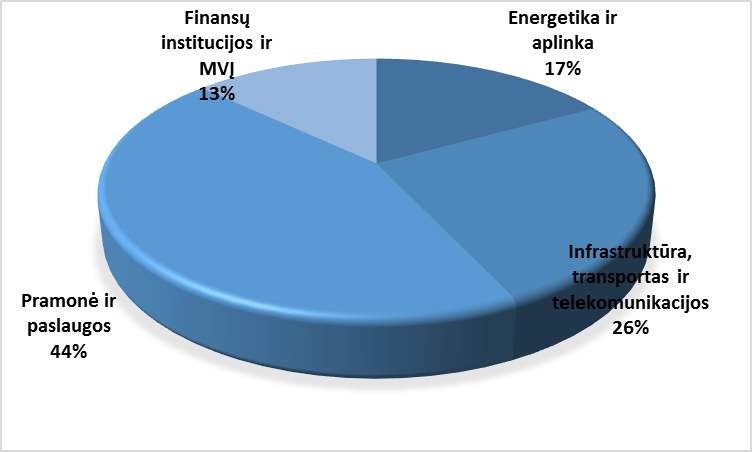 Finansų
institucijos ir
MVĮ
13%
Energetika ir
aplinka
17%
Infrastruktūra,
transportas ir
telekomunikacijos
26%
Pramonė ir
paslaugos
44%